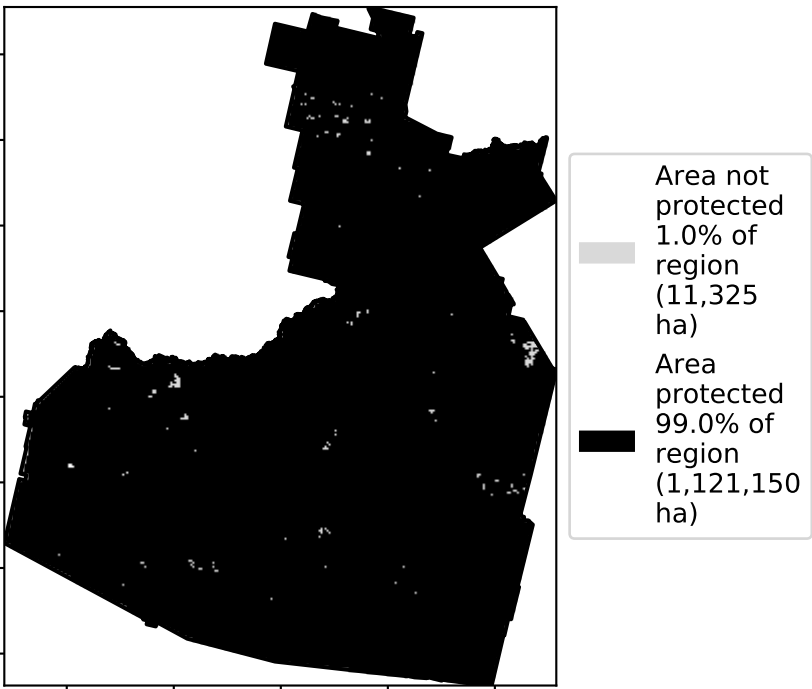 Area not
protected
1.0% of
region
(11,325
ha)
Area
protected
99.0% of
region
(1,121,150
ha)